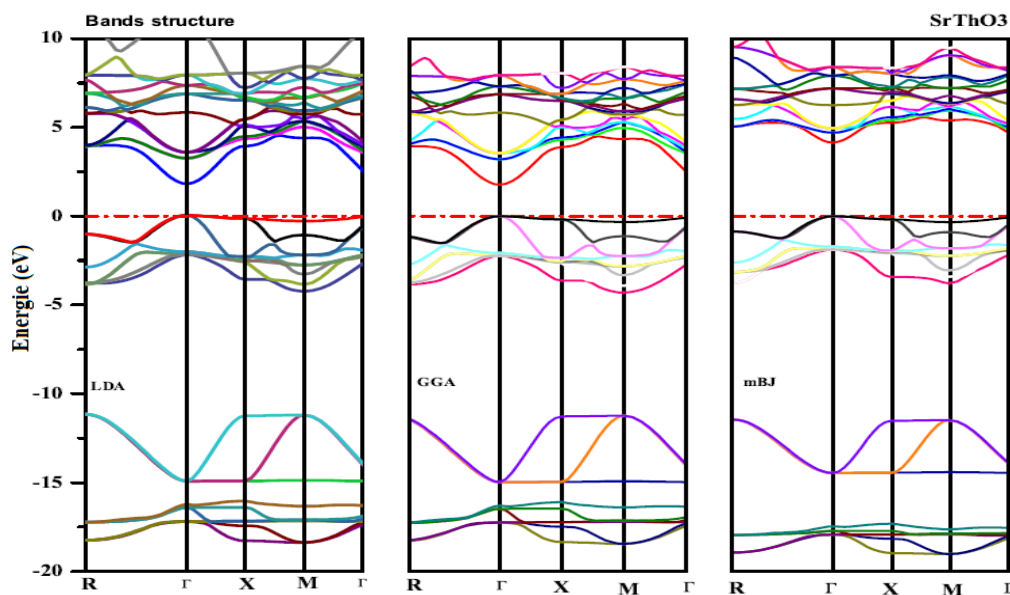 Bands structure
SrThO3
Energie (eV)
10
5
0
-5
-10
-15
-20
LDA
GGA
mBJ
R Γ X M Γ
R Γ X M Γ
R Γ X M Γ